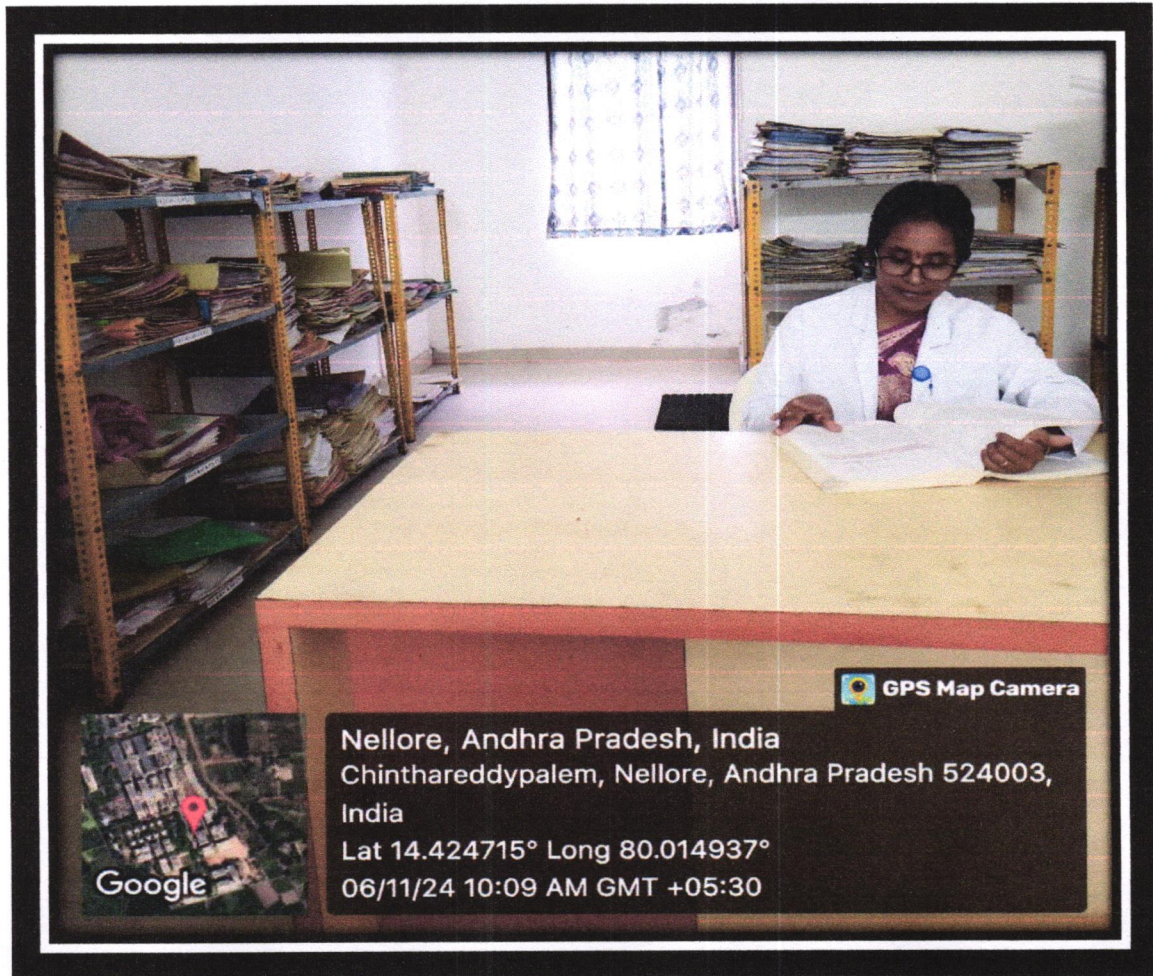 GPS Map Camera
Nellore, Andhra Pradesh, India
Chinthareddypalem, Nellore, Andhra Pradesh 524003,
India
Lat 14.424715° Long 80.014937°
06/11/24 10:09 AM GMT +05:30
Google